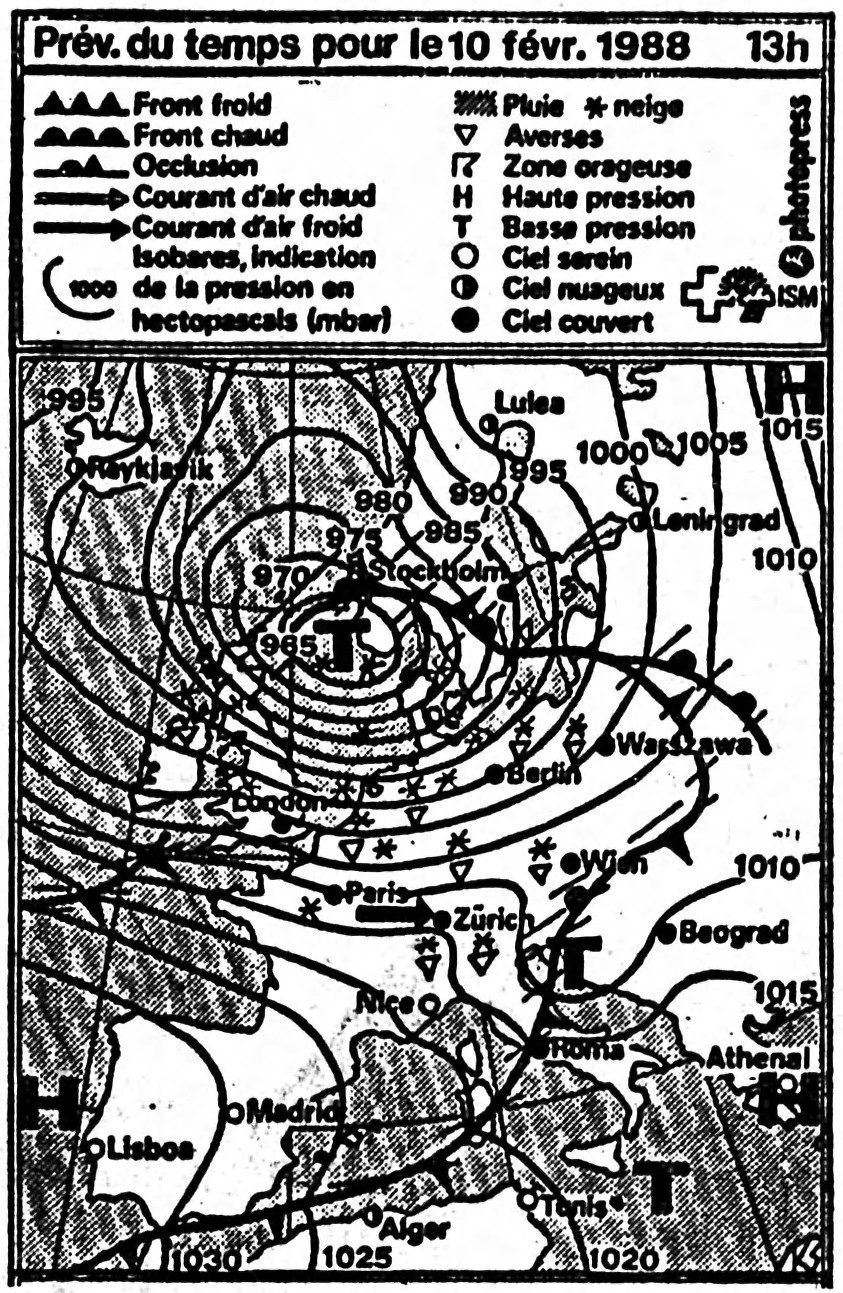 Prév. du temps pour le 10 févr. 1988 13h
Front froid
Front chaud
Occlusion
Courant d'air chaud
Courant d'air froid
Isobares, indication
1000 de la pression en
hectopascals (mbar)
Pluie neige
Averses
Zone orageuse
H Haute pression
T Basse pression
Ciel serein
Ciel nuageux
Ciel couvert
photopress
ISM
995
H
Lulea
1015
1000
1005
995
Reykjavik
980
990
Leningrad
975
985
1010
970
Stockholm
965
T
Warszawa
Berlin
London
Wien
1010
Paris
Zürich
Beograd
T
1015
Nice
Roma
Athenai
H
H
Madrid
Lisboa
T
Tunis
Alger
1030
1025
1020